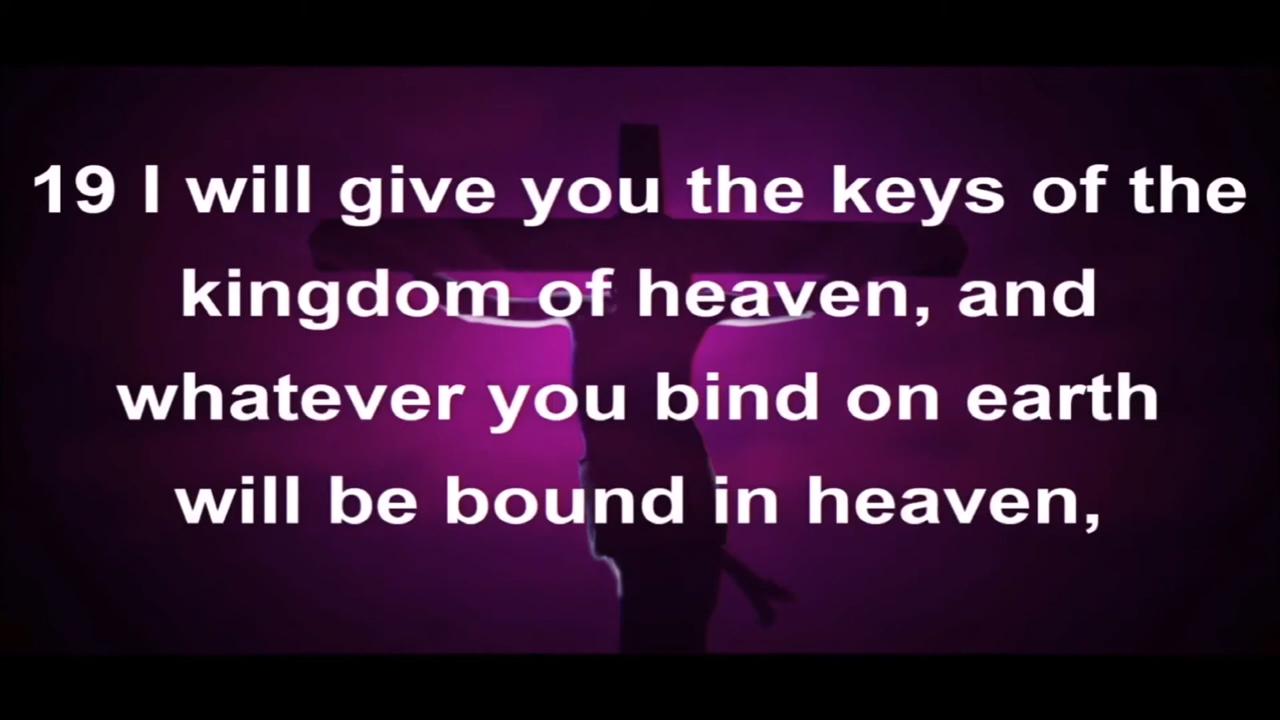 19 I will give you the keys of the
kingdom of heaven, and
whatever you bind on earth
will be bound in heaven,